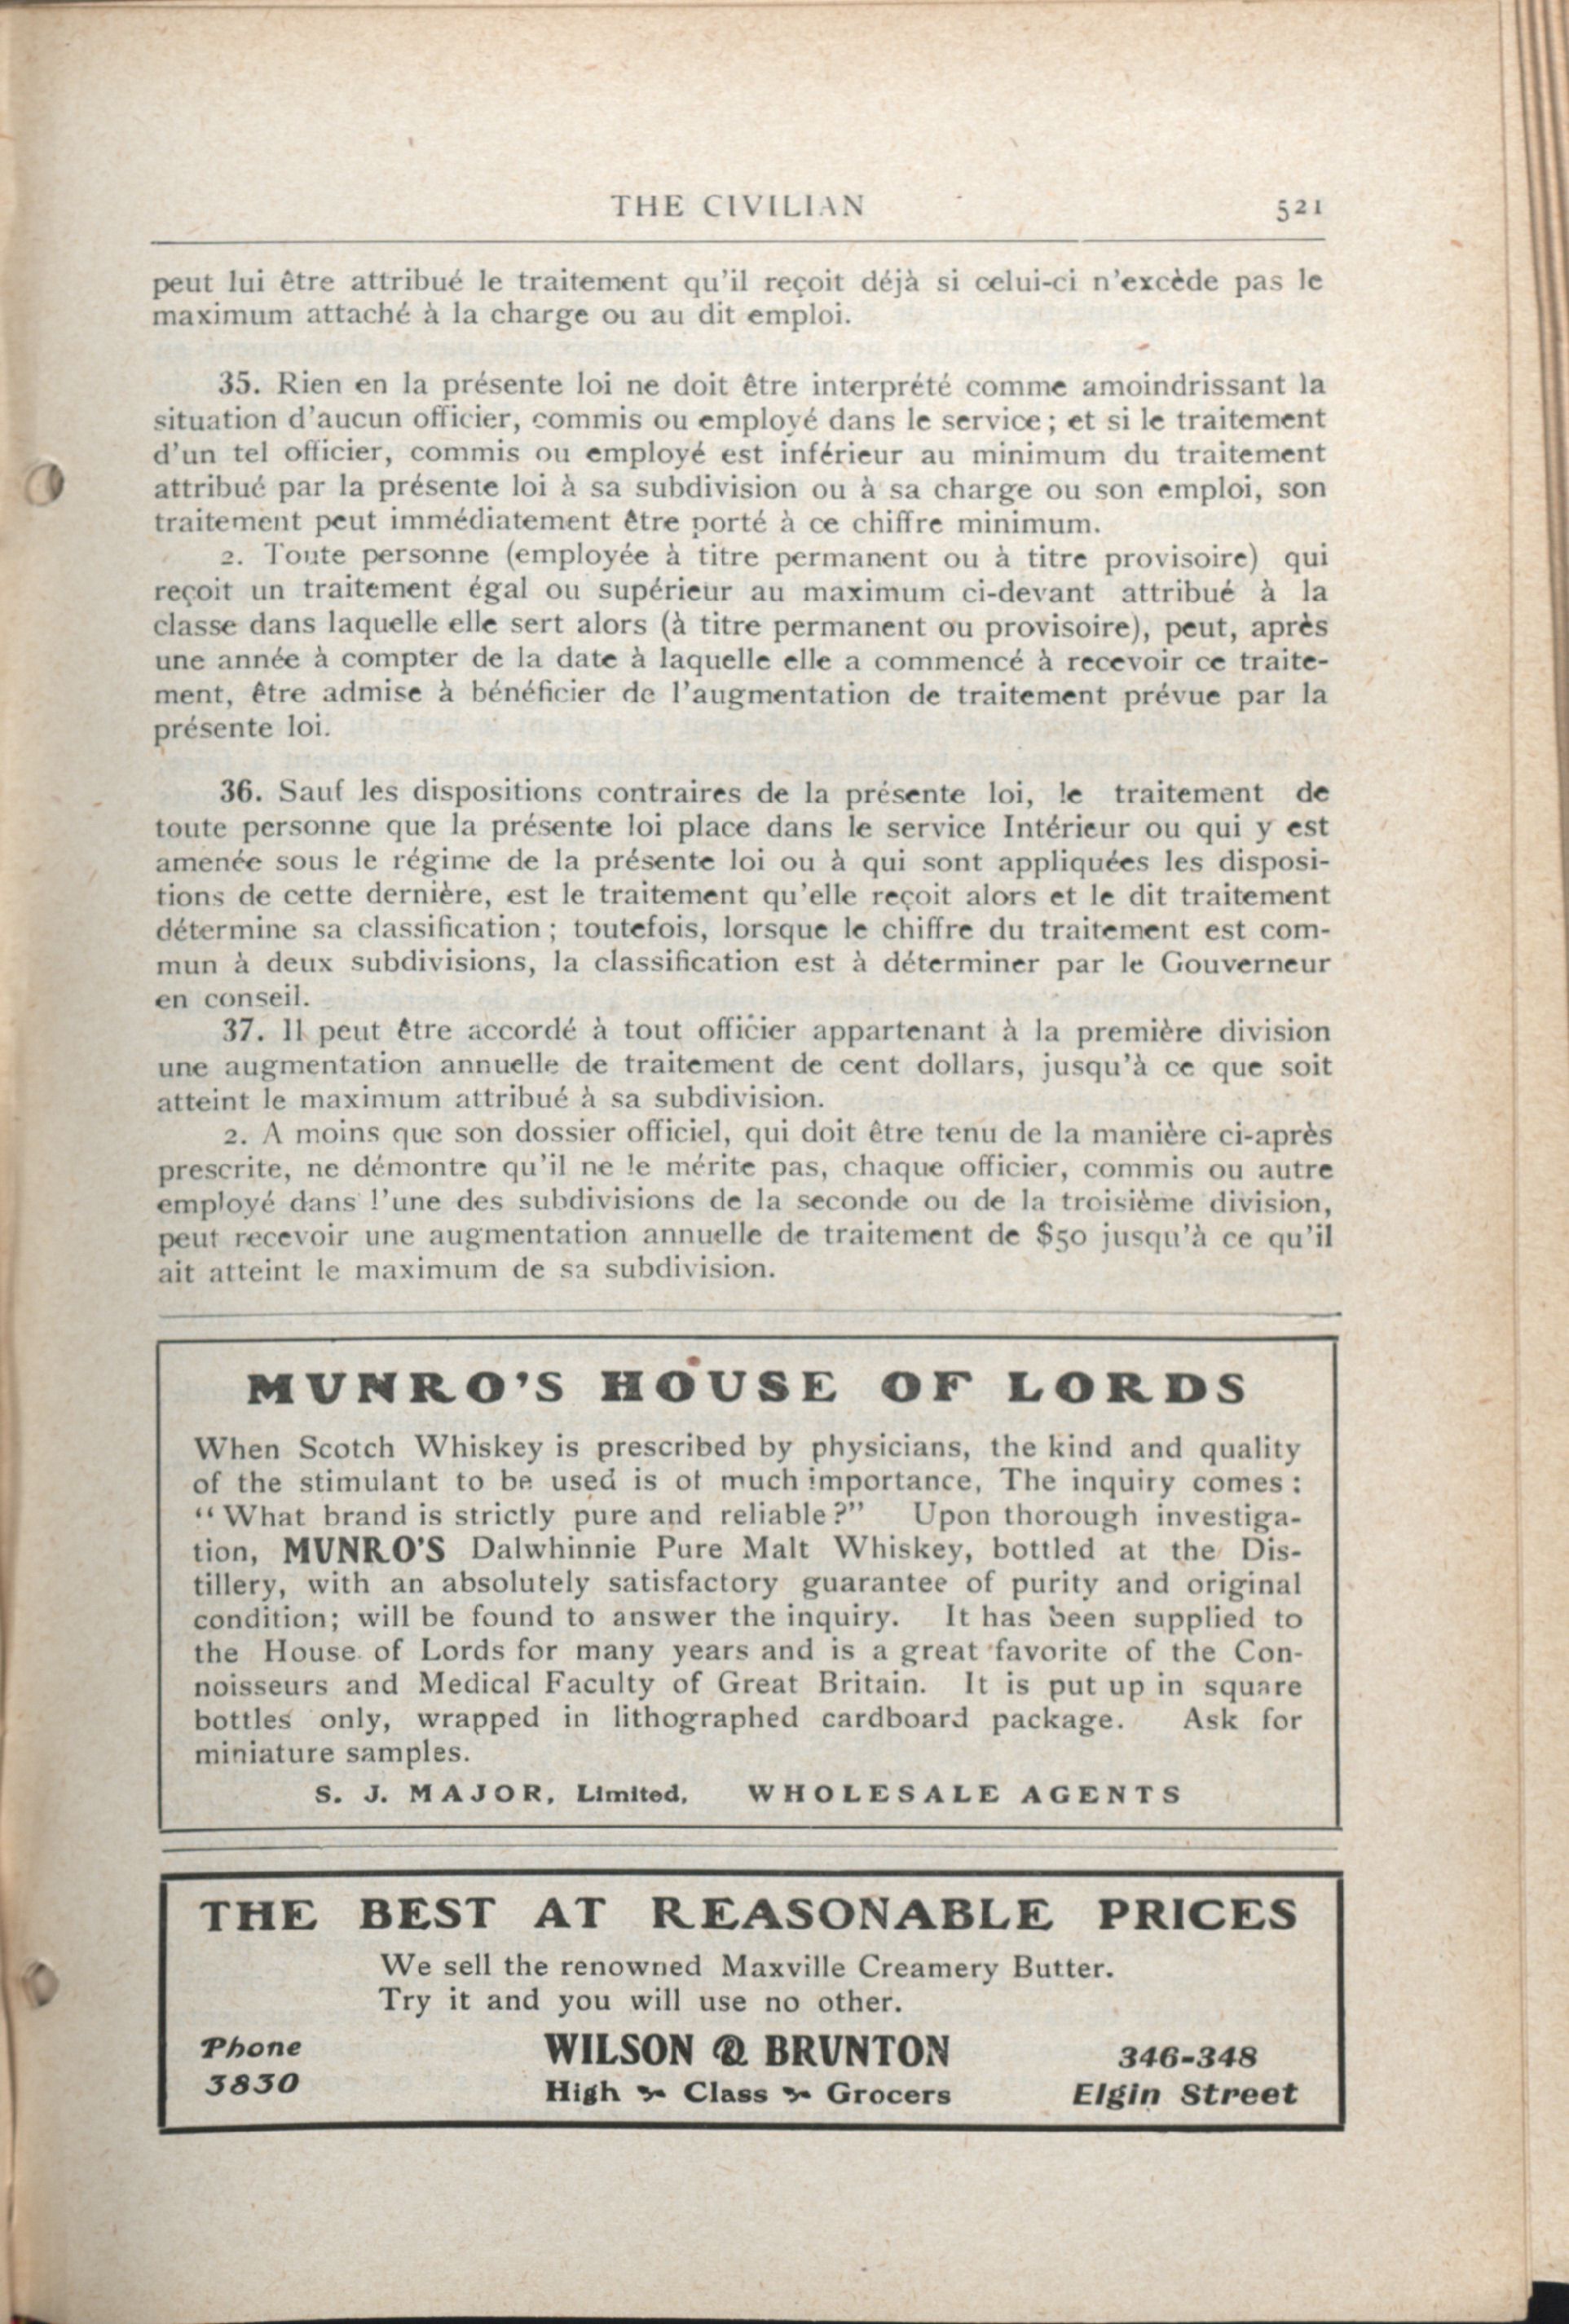 THE CIVILIAN 521
peut lui être attribué le traitement qu'il reçoit déjà si celui-ci n'excède pas le
maximum attaché à la charge ou au dit emploi.
35. Rien en la présente loi ne doit être interprété comme amoindrissant la
situation d'aucun officier, commis ou employé dans le service; et si le traitement
d'un tel officier, commis ou employé est inférieur au minimum du traitement
attribué par la présente loi à sa subdivision ou à sa charge ou son emploi, son
traitement peut immédiatement être porté à ce chiffre minimum.
2. Toute personne (employée à titre permanent ou à titre provisoire) qui
reçoit un traitement égal ou supérieur au maximum ci-devant attribué à la
classe dans laquelle elle sert alors (à titre permanent ou provisoire), peut, après
une année à compter de la date à laquelle elle a commencé à recevoir ce traite-
ment, être admise à bénéficier de l'augmentation de traitement prévue par la
présente loi.
36. Sauf les dispositions contraires de la présente loi, le traitement de
toute personne que la présente loi place dans le service Intérieur ou qui y est
amenée sous le régime de la présente loi ou à qui sont appliquées les disposi-
tions de cette dernière, est le traitement qu'elle reçoit alors et le dit traitement
détermine sa classification; toutefois, lorsque le chiffre du traitement est com-
mun à deux subdivisions, la classification est à déterminer par le Gouverneur
en conseil.
37. Il peut être accordé à tout officier appartenant à la première division
une augmentation annuelle de traitement de cent dollars, jusqu'à ce que soit
atteint le maximum attribué à sa subdivision.
2. A moins que son dossier officiel, qui doit être tenu de la manière ci-après
prescrite, ne démontre qu'il ne le mérite pas, chaque officier, commis ou autre
employé dans l'une des subdivisions de la seconde ou de la troisième division,
peut recevoir une augmentation annuelle de traitement de $50 jusqu'à ce qu'il
ait atteint le maximum de sa subdivision.
MUNRO'S HOUSE OF LORDS
When Scotch Whiskey is prescribed by physicians, the kind and quality
of the stimulant to be used is of much importance, The inquiry comes:
"What brand is strictly pure and reliable?" Upon thorough investiga-
tion, MUNRO'S Dalwhinnie Pure Malt Whiskey, bottled at the Dis-
tillery, with an absolutely satisfactory guarantee of purity and original
condition; will be found to answer the inquiry. It has been supplied to
the House of Lords for many years and is a great favorite of the Con-
noisseurs and Medical Faculty of Great Britain. It is put up in square
bottles only, wrapped in lithographed cardboard package. Ask for
miniature samples.
S. J. MAJOR, Limited, WHOLESALE AGENTS
THE BEST AT REASONABLE PRICES
We sell the renowned Maxville Creamery Butter.
Try it and you will use no other.
Phone WILSON & BRUNTON 346-348
3830 High Class Grocers Elgin Street